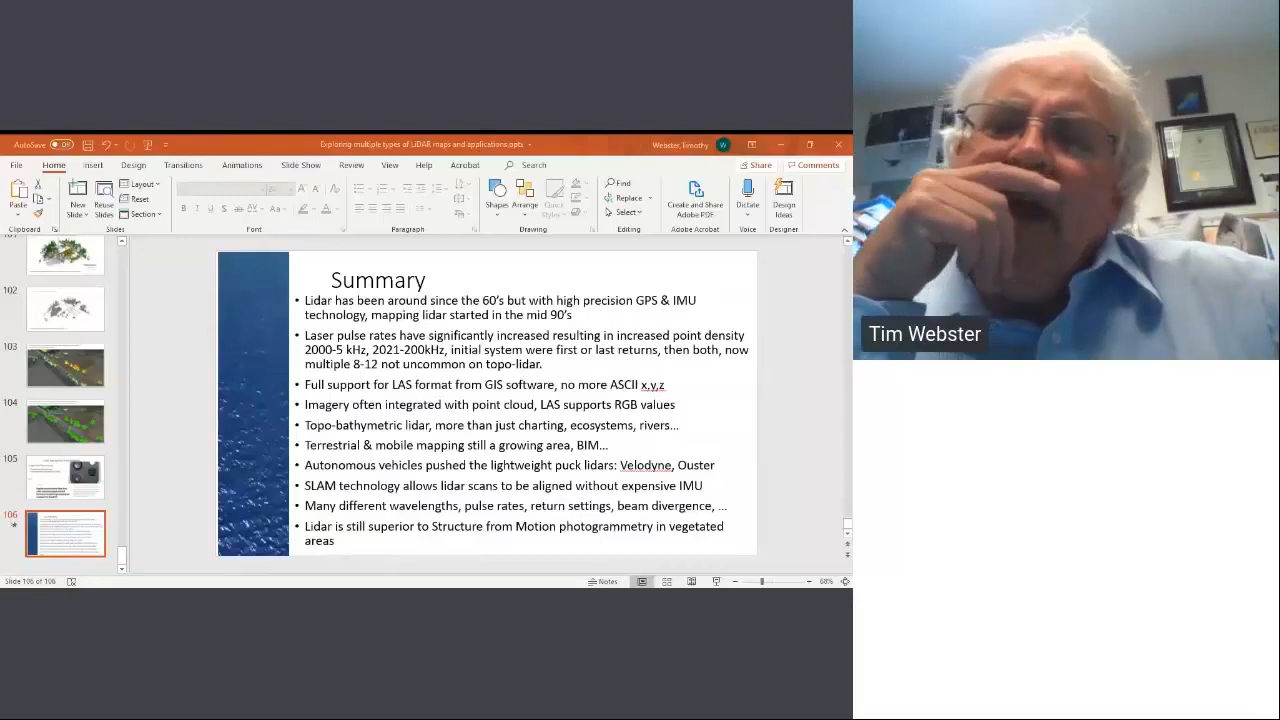 AutoSave Off
Exploring multiple types of LiDAR maps and applications.pptx
Webster,Timothy
W
File Home Insert Design Transitions Animations Slide Show Review View Help Acrobat Search
Share Comments
Paste
New Slide
Reuse Slides
Layout
Reset
Section
Shapes
Arrange
Quick Styles
Find
Replace
Select
Create and Share Adobe PDF
Dictate
Design Ideas
Clipboard Slides Font Paragraph Drawing Editing Adobe Acrobat Voice Designer
102
103
104
105
106
Summary
• Lidar has been around since the 60's but with high precision GPS & IMU
technology, mapping lidar started in the mid 90's
• Laser pulse rates have significantly increased resulting in increased point density
2000-5 kHz, 2021-200kHz, initial system were first or last returns, then both, now
multiple 8-12 not uncommon on topo-lidar.
• Full support for LAS format from GIS software, no more ASCII x,y,z
• Imagery often integrated with point cloud, LAS supports RGB values
• Topo-bathymetric lidar, more than just charting, ecosystems, rivers...
• Terrestrial & mobile mapping still a growing area, BIM...
• Autonomous vehicles pushed the lightweight puck lidars: Velodyne, Ouster
• SLAM technology allows lidar scans to be aligned without expensive IMU
• Many different wavelengths, pulse rates, return settings, beam divergence, ...
• Lidar is still superior to Structure from Motion photogrammetry in vegetated
areas
Slide 106 of 106
Notes
68%
Tim Webster